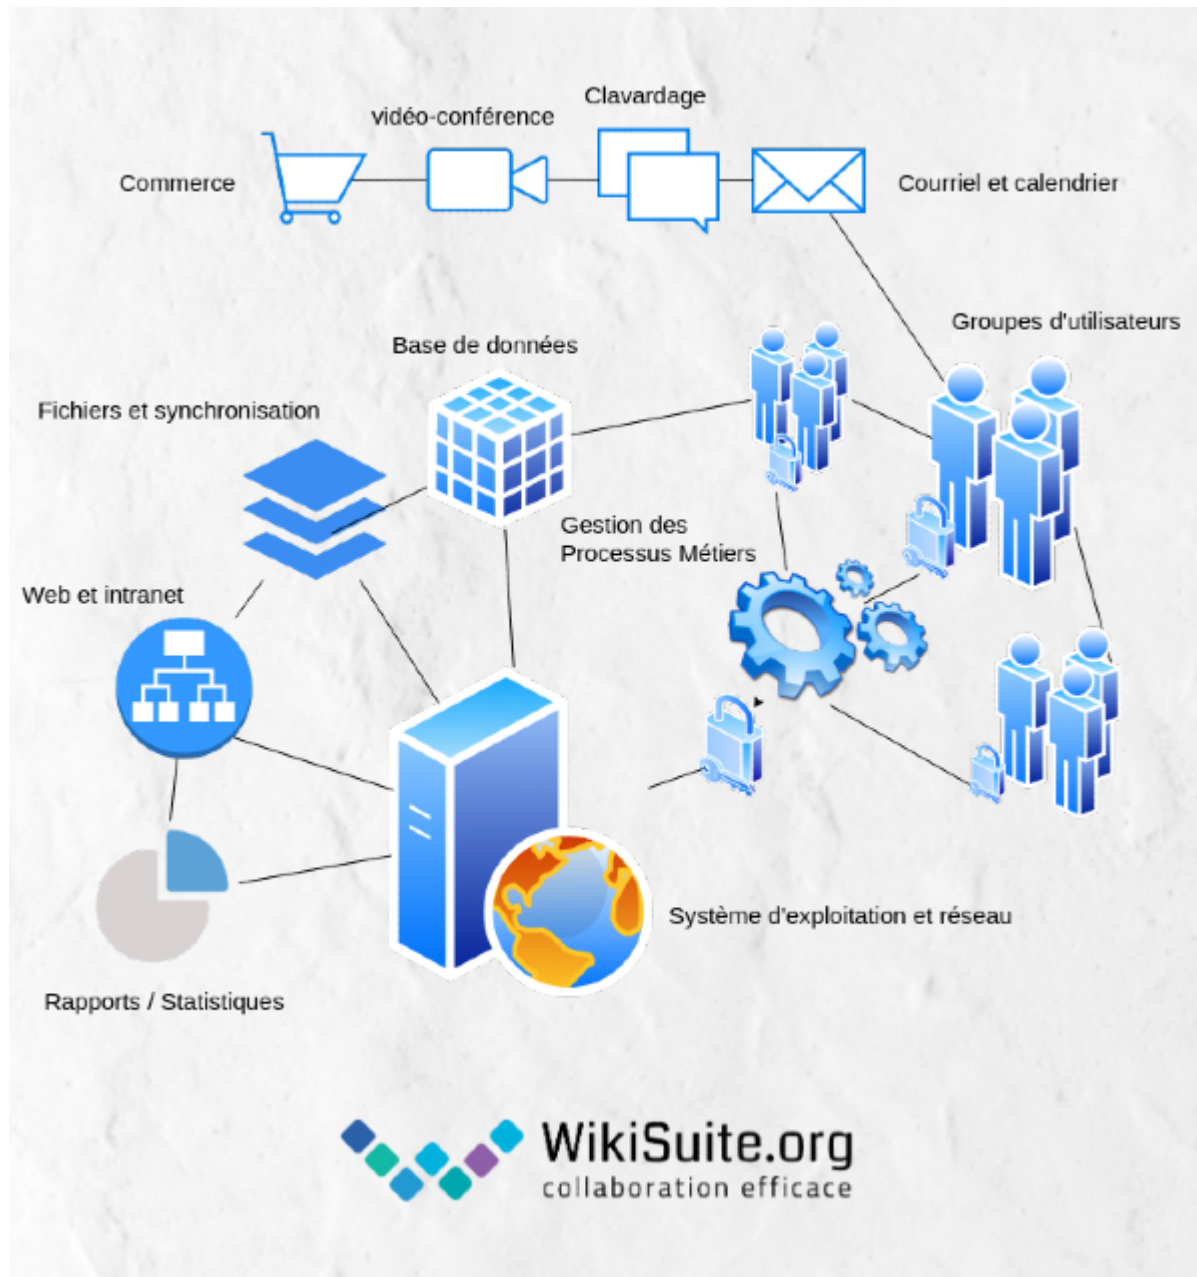 Clavardage
vidéo-conférence
Commerce
Courriel et calendrier
Groupes d'utilisateurs
Base de données
Fichiers et synchronisation
Gestion des
Processus Métiers
Web et intranet
Système d'exploitation et réseau
Rapports / Statistiques
WikiSuite.org
collaboration efficace